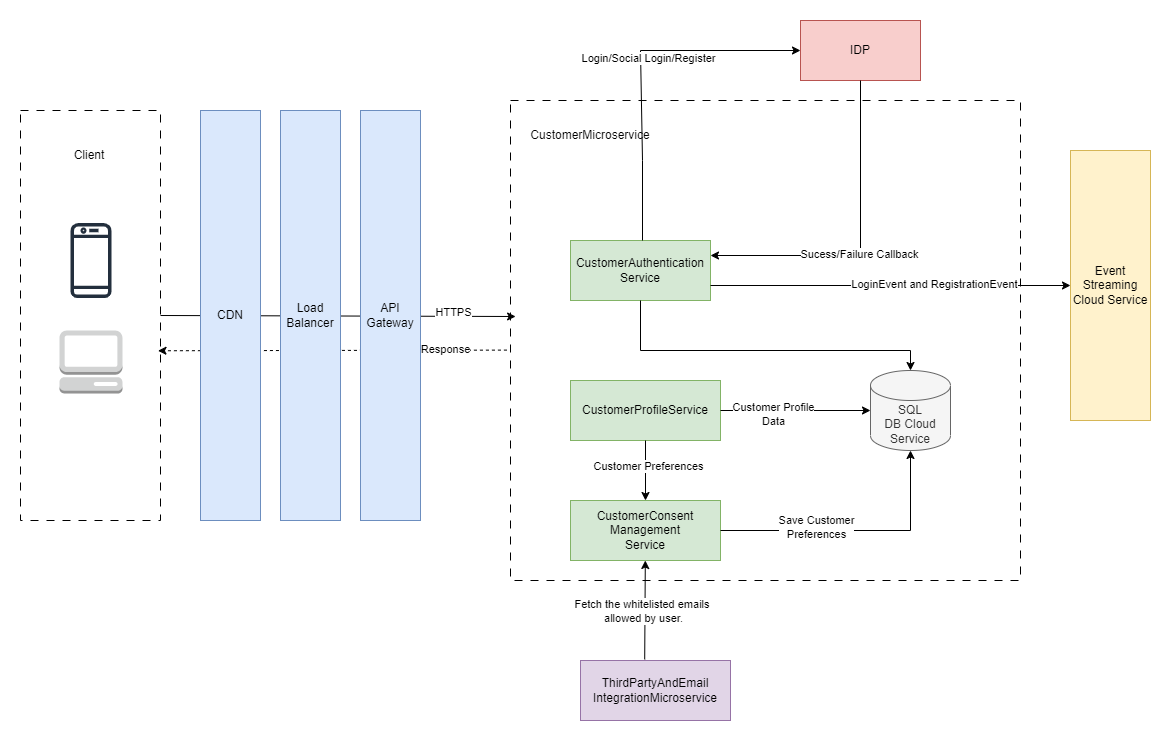 IDP
Login/Social Login/Register
CustomerMicroservice
Client
CDN
Load
Balancer
API
Gateway
HTTPS
Response
CustomerAuthentication
Service
Sucess/Failure Callback
LoginEvent and RegistrationEvent
Event
Streaming
Cloud Service
CustomerProfileService
Customer Profile
Data
SQL
DB Cloud
Service
Customer Preferences
CustomerConsent
Management
Service
Save Customer
Preferences
Fetch the whitelisted emails
allowed by user.
ThirdPartyAndEmail
IntegrationMicroservice